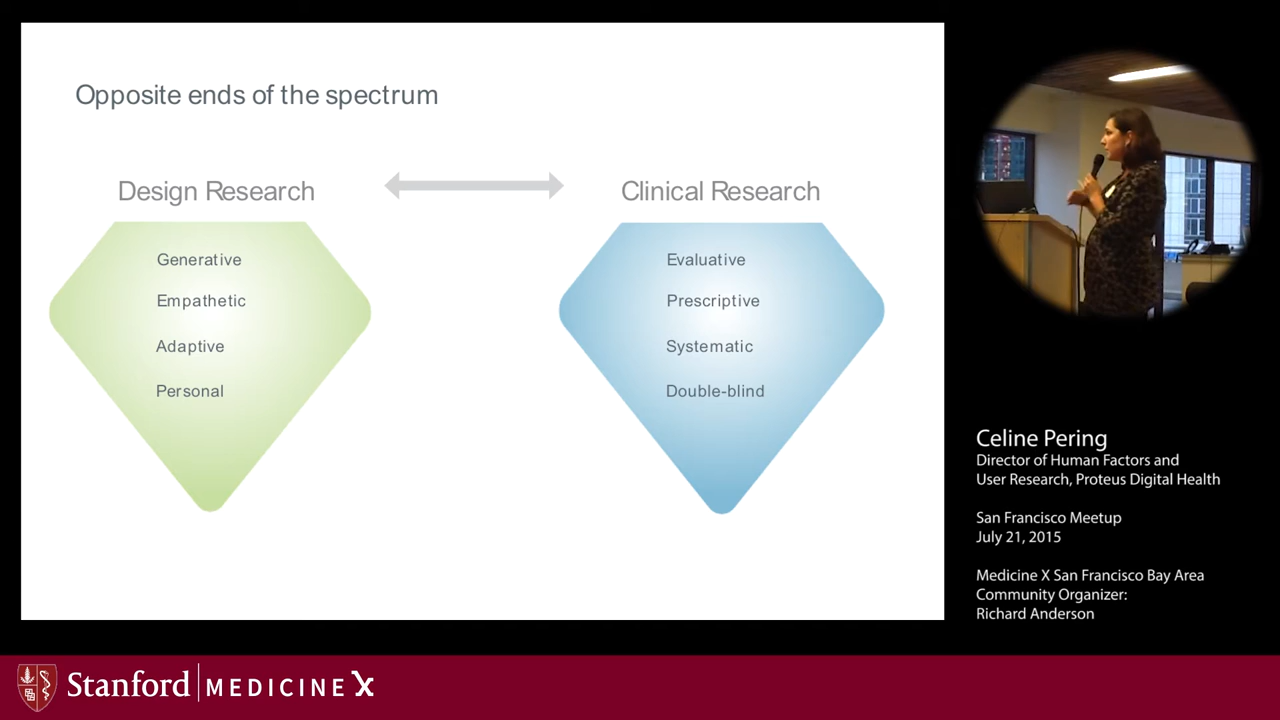 Opposite ends of the spectrum
Design Research
Clinical Research
Generative
Empathetic
Adaptive
Personal
Evaluative
Prescriptive
Systematic
Double-blind
Celine Pering
Director of Human Factors and
User Research, Proteus Digital Health
San Francisco Meetup
July 21, 2015
Medicine X San Francisco Bay Area
Community Organizer:
Richard Anderson
Stanford MEDICINE X